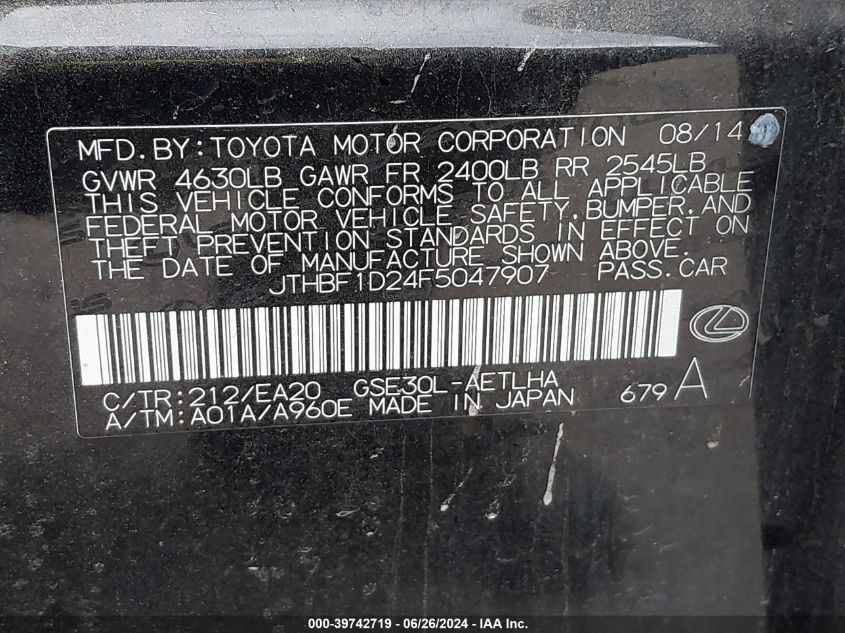 MFD.BY:TOYOTA MOTOR CORPORATION 08/14
GVWR 4630LB GAWR FR 2400LB RR 2545LB
THIS VEHICLE CONFORMS TO ALL APPLICABLE
FEDERAL MOTOR VEHICLE SAFETY,BUMPER,AND
THEFT PREVENTION STANDARDS IN EFFECT ON
THE DATE OF MANUFACTURE SHOWN ABOVE.
JTHBF1D24F5047907 PASS.CAR
C/TR:212/EA20 GSE30L-AETLHA
A/TM:A01A/A960E MADE IN JAPAN 679A
000-39742719 - 06/26/2024 - IAA Inc.